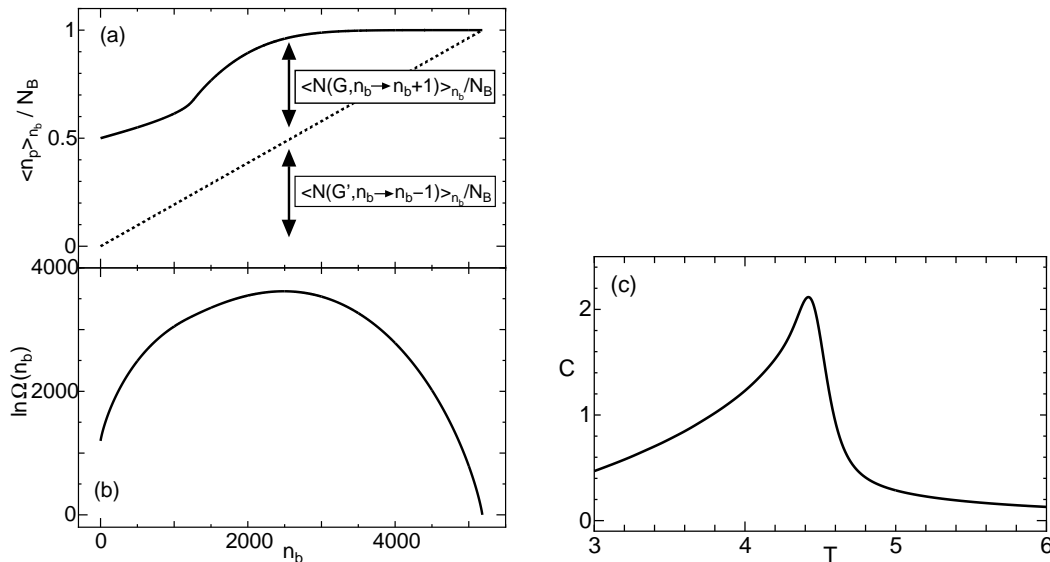 (a)
1
0.5
0
<n_p>_{n_b} / N_B
<N(G,n_b→n_b+1)>_{n_b}/N_B
<N(G’,n_b→n_b−1)>_{n_b}/N_B
4000
2000
0
lnΩ(n_b)
(b)
0 2000 4000
n_b
(c)
2
1
0
C
3 4 5 6
T